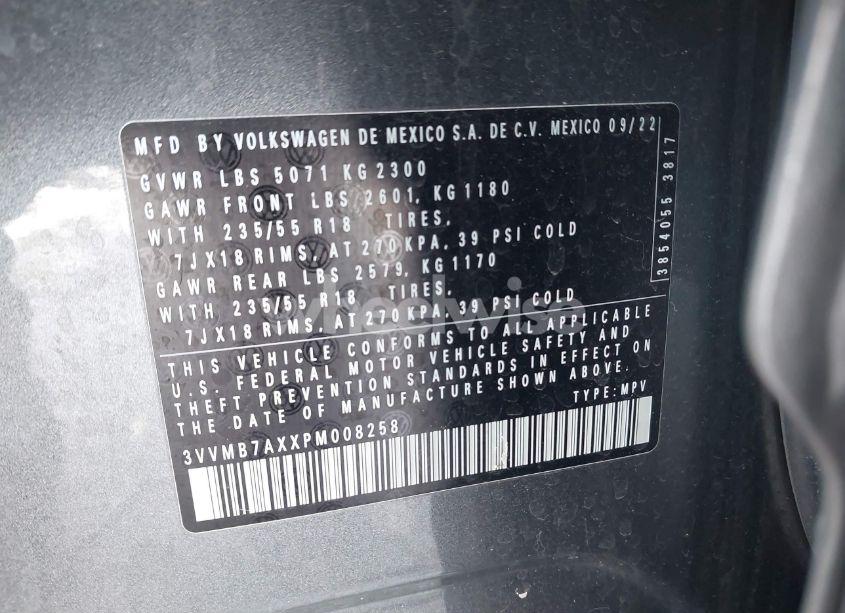 MFD BY VOLKSWAGEN DE MEXICO S.A. DE C.V. MEXICO 09/22
GVWR LBS 5071 KG 2300
GAWR FRONT LBS 2601, KG 1180
WITH 235/55 R18 TIRES,
7JX18 RIMS, AT 270 KPA, 39 PSI COLD
GAWR REAR LBS 2579, KG 1170
WITH 235/55 R18 TIRES,
7JX18 RIMS, AT 270 KPA, 39 PSI COLD
3854055 3817
THIS VEHICLE CONFORMS TO ALL APPLICABLE
U.S. FEDERAL MOTOR VEHICLE SAFETY AND
THEFT PREVENTION STANDARDS IN EFFECT ON
THE DATE OF MANUFACTURE SHOWN ABOVE.
TYPE: MPV
3VVMB7AXXPM008258
wheelwise